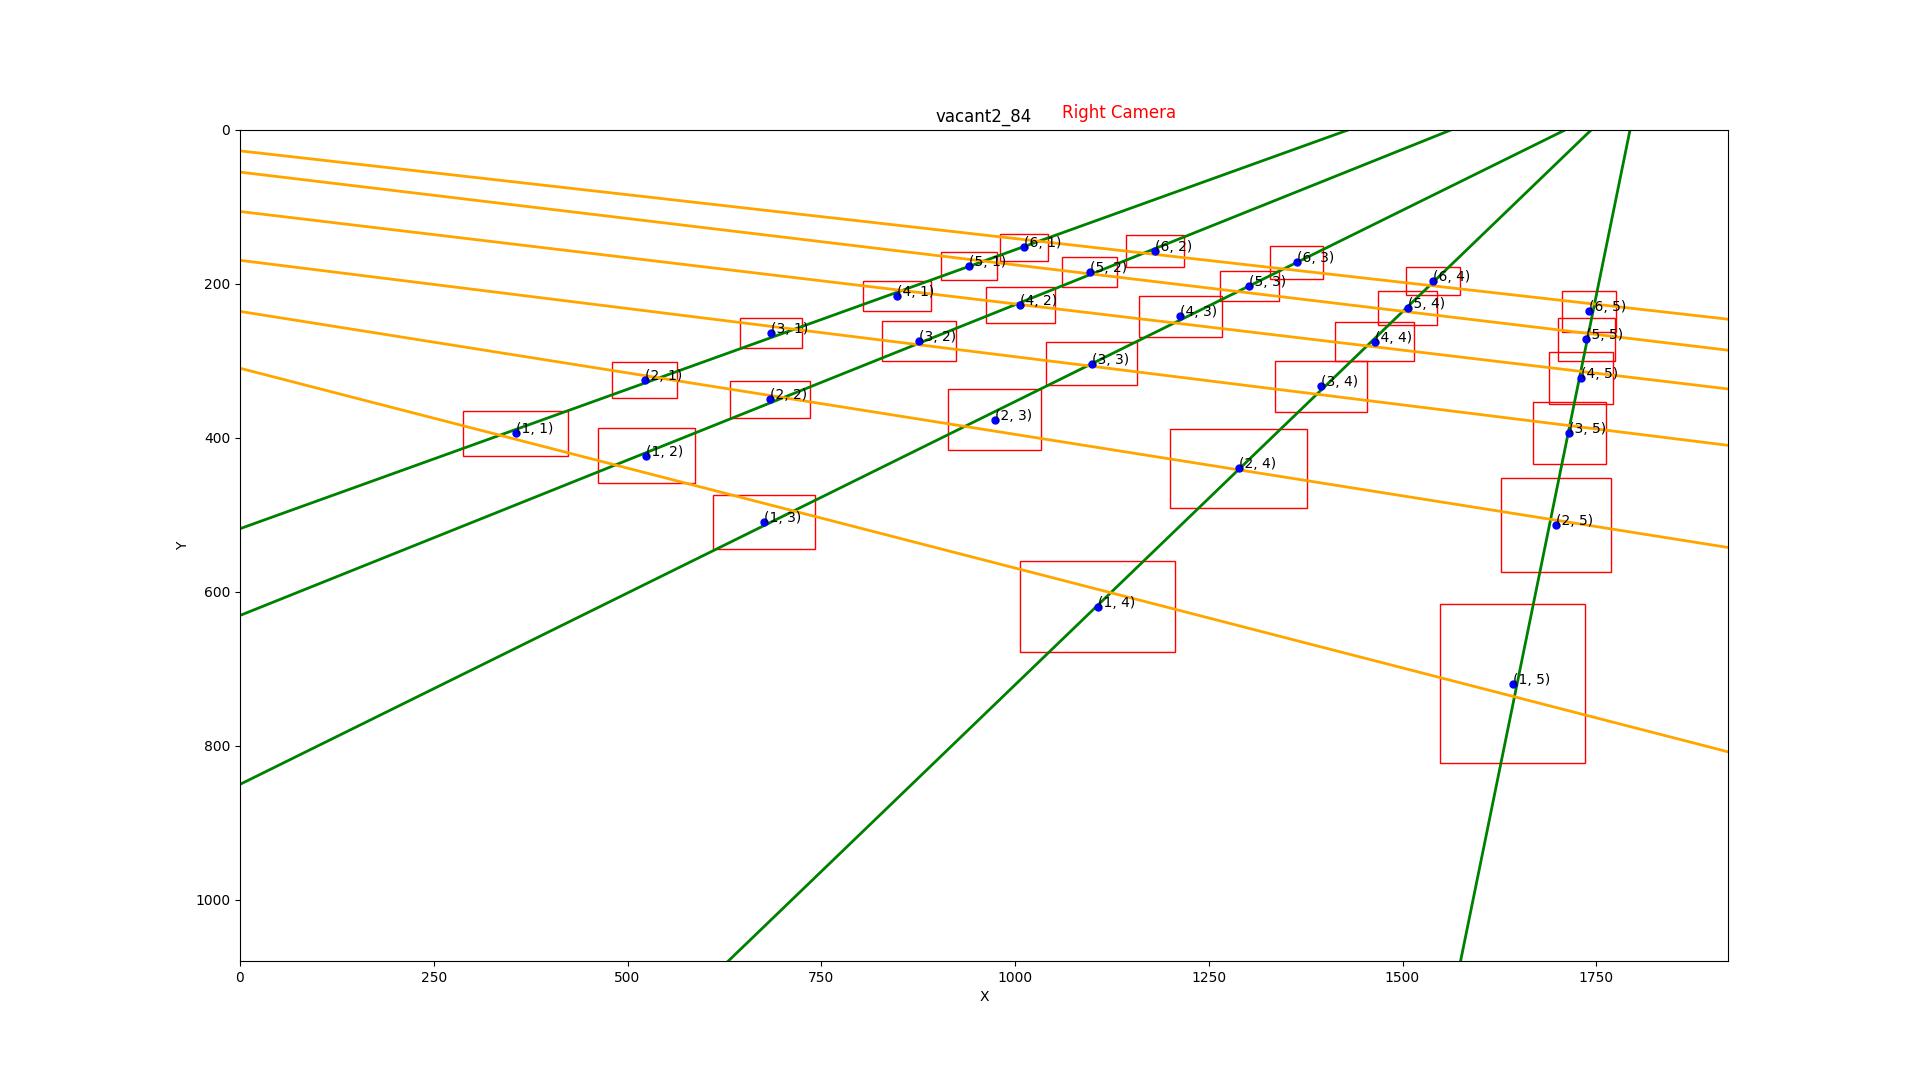 vacant2_84 Right Camera
0
200
400
600
800
1000
Y
(6, 1) (6, 2) (6, 3) (6, 4) (6, 5)
(5, 1) (5, 2) (5, 3) (5, 4) (5, 5)
(4, 1) (4, 2) (4, 3) (4, 4) (4, 5)
(3, 1) (3, 2) (3, 3) (3, 4) (3, 5)
(2, 1) (2, 2) (2, 3) (2, 4) (2, 5)
(1, 1) (1, 2) (1, 3) (1, 4) (1, 5)
0 250 500 750 1000 1250 1500 1750
X